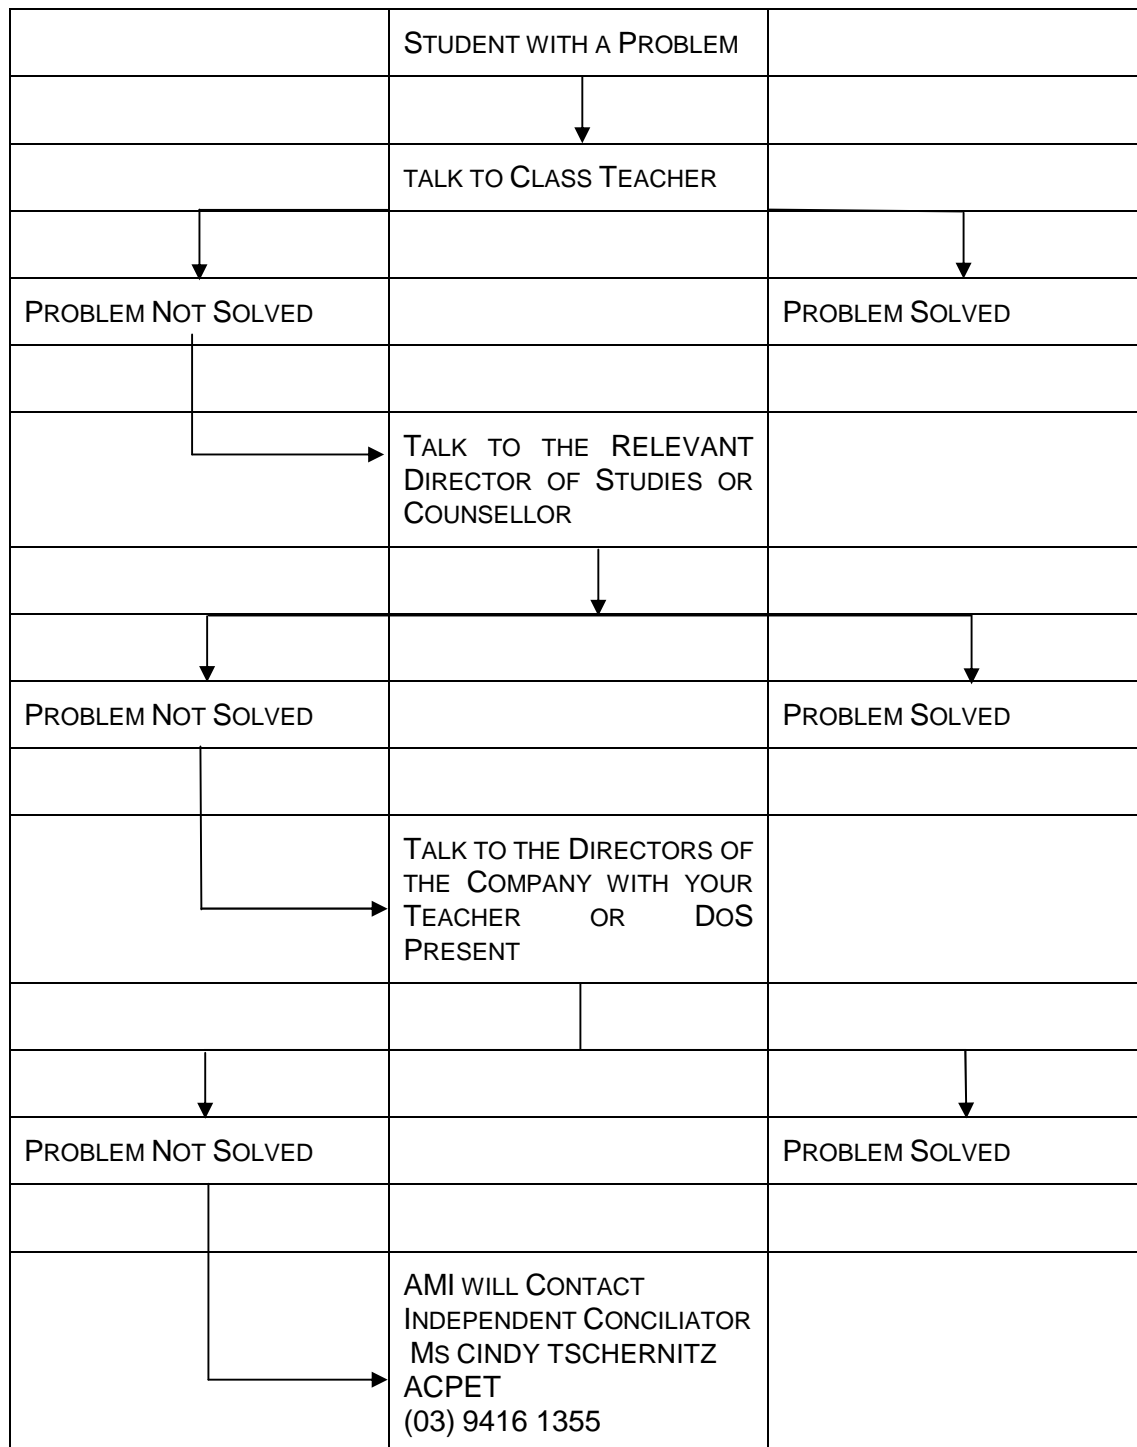 STUDENT WITH A PROBLEM
TALK TO CLASS TEACHER
PROBLEM NOT SOLVED
PROBLEM SOLVED
TALK TO THE RELEVANT
DIRECTOR OF STUDIES OR
COUNSELLOR
PROBLEM NOT SOLVED
PROBLEM SOLVED
TALK TO THE DIRECTORS OF
THE COMPANY WITH YOUR
TEACHER OR DOS
PRESENT
PROBLEM NOT SOLVED
PROBLEM SOLVED
AMI WILL CONTACT
INDEPENDENT CONCILIATOR
MS CINDY TSCHERNITZ
ACPET
(03) 9416 1355